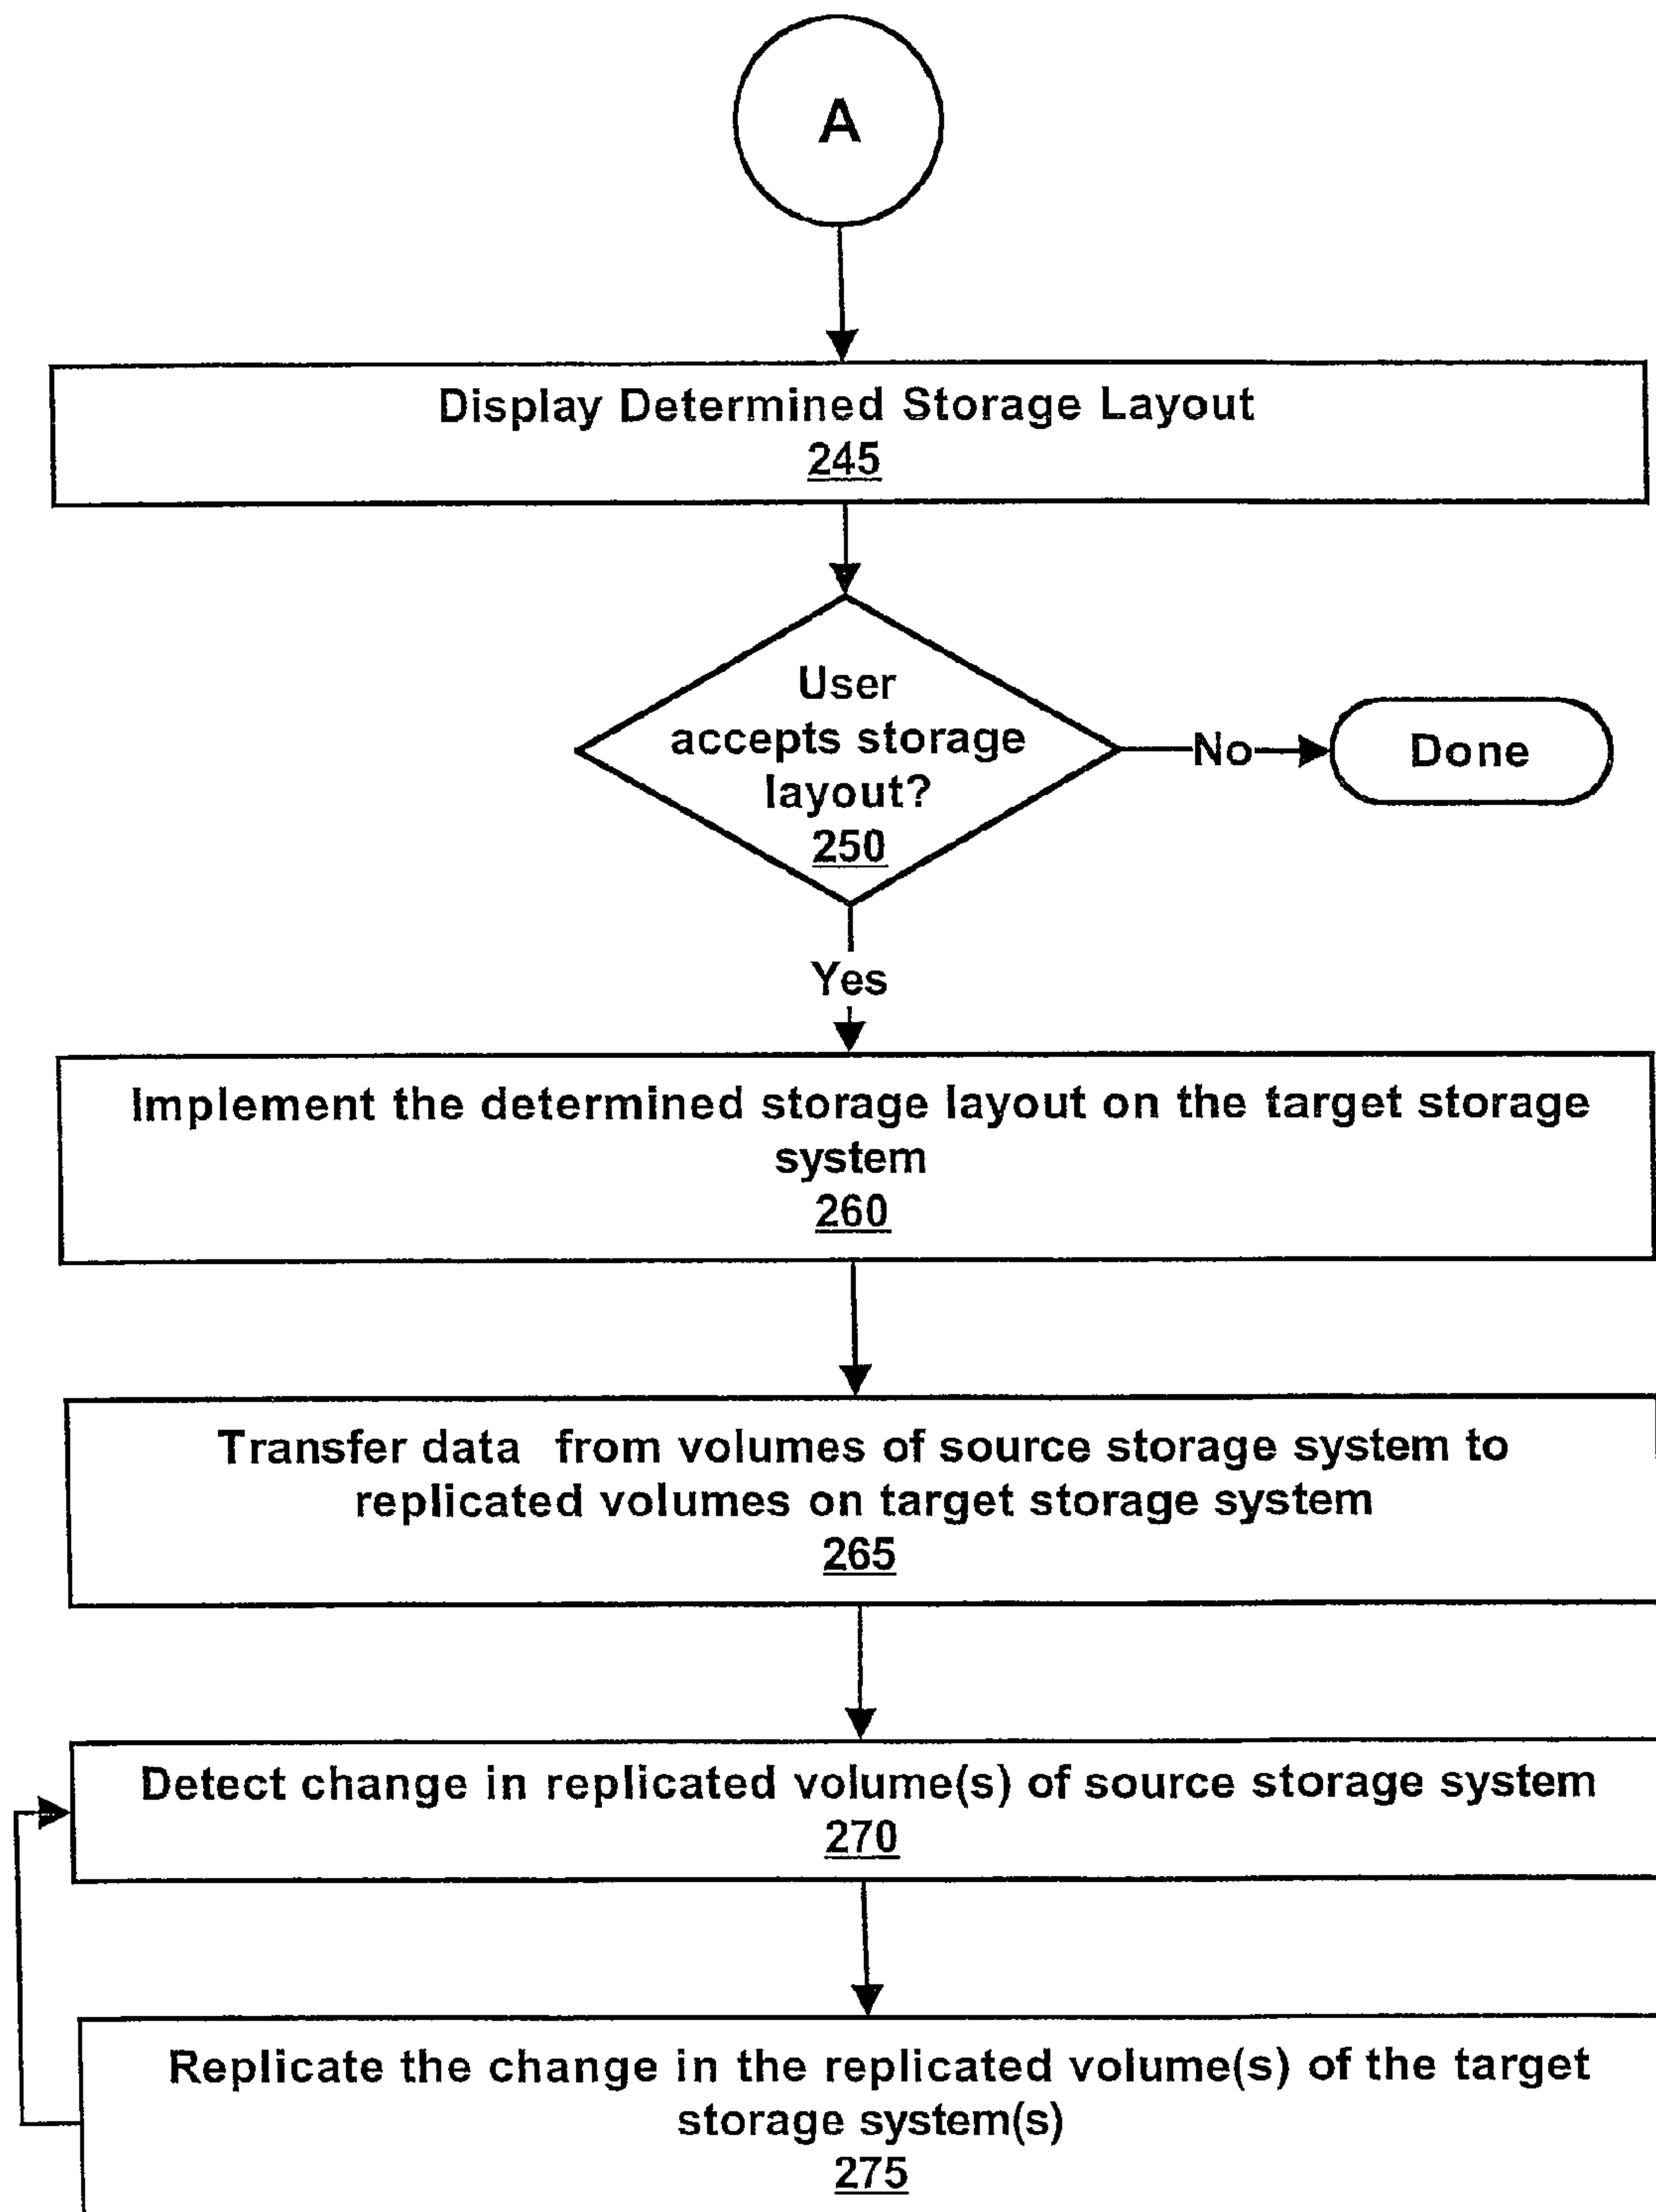 A
Display Determined Storage Layout
245
User
accepts storage
layout?
250
No
Done
Yes
Implement the determined storage layout on the target storage
system
260
Transfer data from volumes of source storage system to
replicated volumes on target storage system
265
Detect change in replicated volume(s) of source storage system
270
Replicate the change in the replicated volume(s) of the target
storage system(s)
275